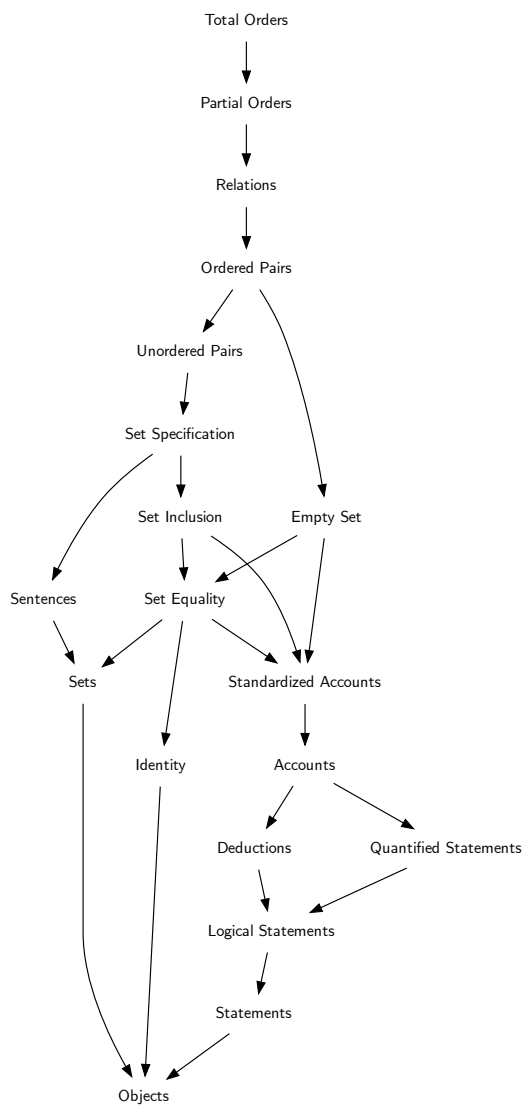 Total Orders
Partial Orders
Relations
Ordered Pairs
Unordered Pairs
Set Specification
Set Inclusion
Empty Set
Sentences
Set Equality
Sets
Standardized Accounts
Identity
Accounts
Deductions
Quantified Statements
Logical Statements
Statements
Objects